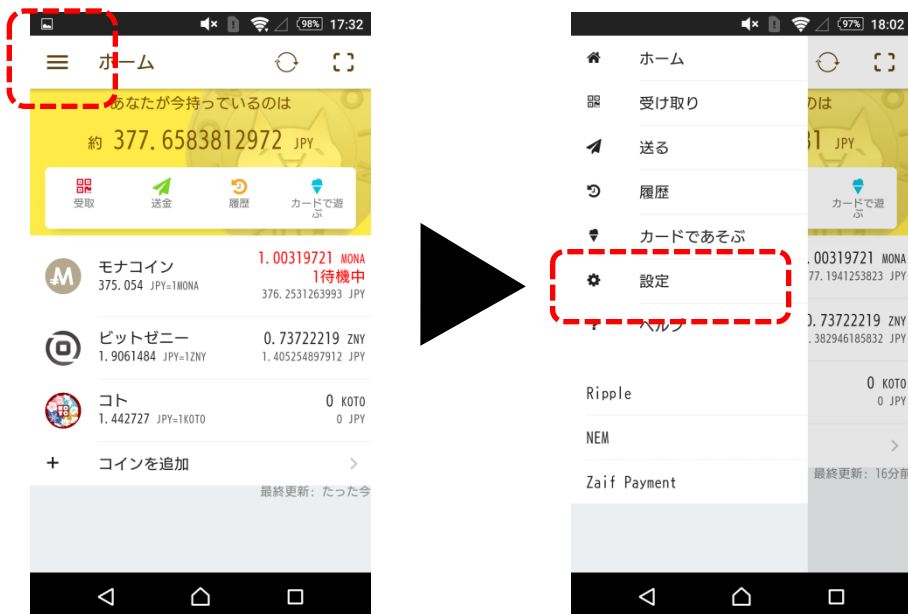 98% 17:32
ホーム
あなたが今持っているのは
約 377.6583812972 JPY
受取
送金
履歴
カードで遊ぶ
モナコイン
375.054 JPY=1MONA
1.00319721 MONA
1待機中
376.2531263993 JPY
ビットゼニー
1.9061484 JPY=1ZNY
0.73722219 ZNY
1.405254897912 JPY
コト
1.442727 JPY=1KOTO
0 KOTO
0 JPY
+ コインを追加
最終更新: たった今
97% 18:02
ホーム
受け取り
送る
履歴
カードであそぶ
設定
? ヘルプ
Ripple
NEM
Zaif Payment
のは
31 JPY
カードで遊ぶ
.00319721 MONA
77.1941253823 JPY
0.73722219 ZNY
.382946185832 JPY
0 KOTO
0 JPY
最終更新: 16分前